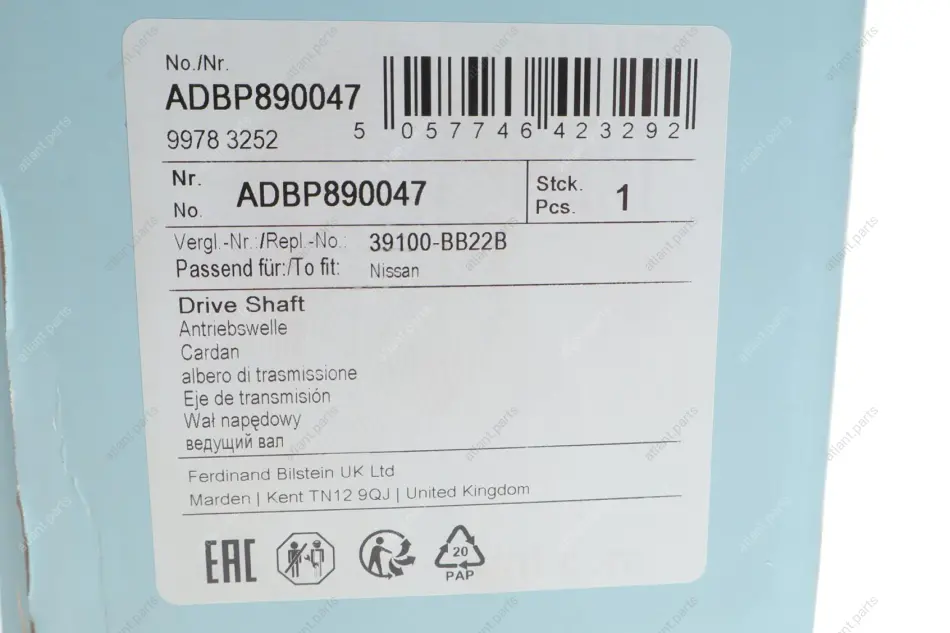 No./Nr.
ADBP890047
9978 3252
5 057746 423292
Nr.
No.
ADBP890047
Stck.
Pcs.
1
Vergl.-Nr.:/Repl.-No.: 39100-BB22B
Passend für:/To fit: Nissan
Drive Shaft
Antriebswelle
Cardan
albero di trasmissione
Eje de transmisión
Wał napędowy
ведущий вал
Ferdinand Bilstein UK Ltd
Marden | Kent TN12 9QJ | United Kingdom
EAC
20
PAP
atlant.parts